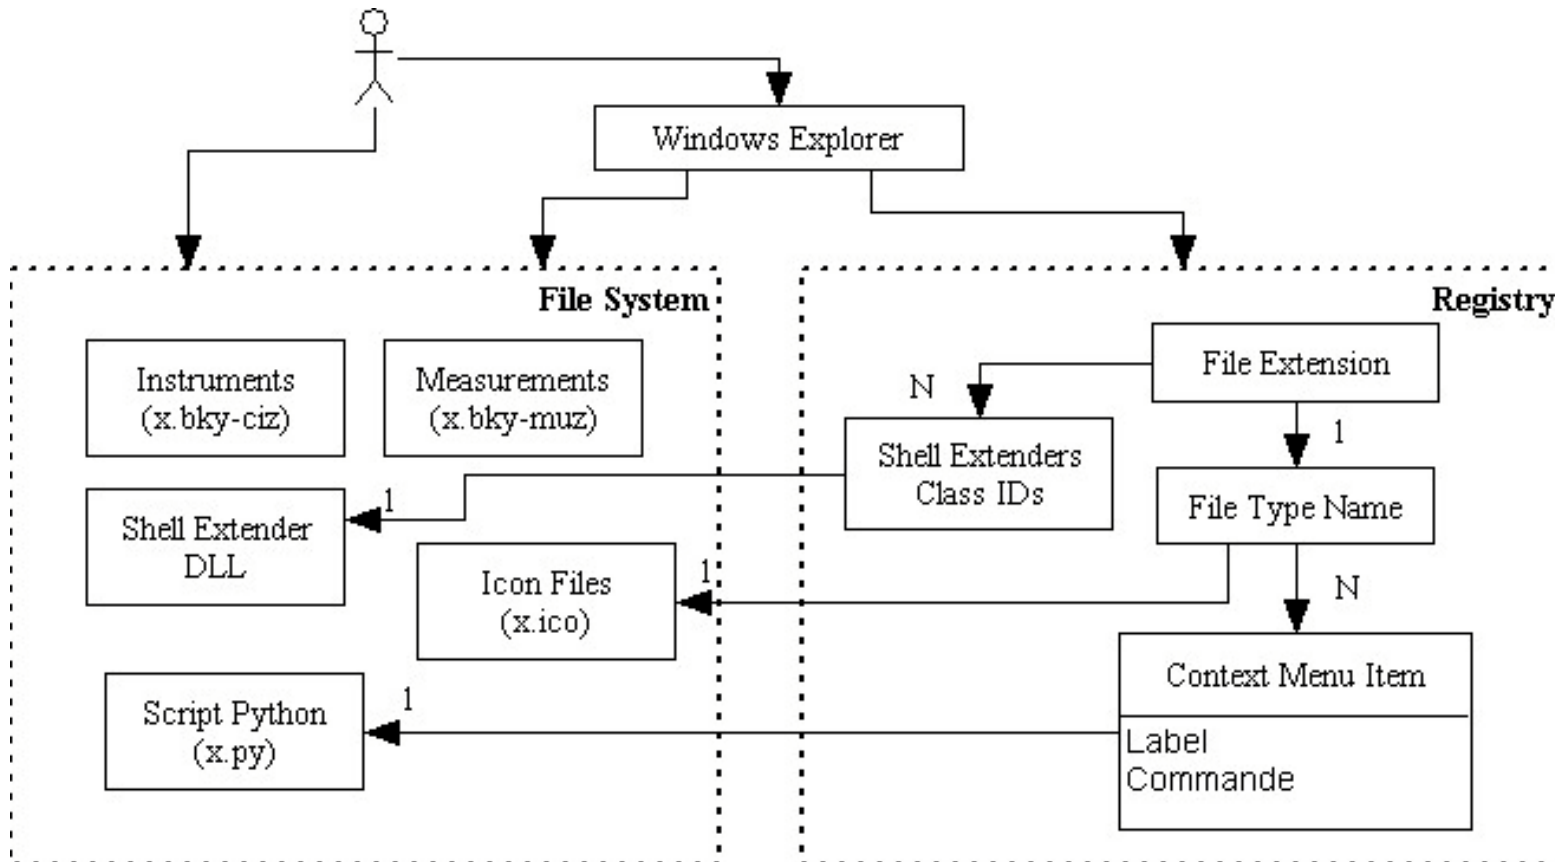 Windows Explorer
File System
Registry
Instruments
(x.bky-ciz)
Measurements
(x.bky-muz)
File Extension
N
1
Shell Extenders
Class IDs
File Type Name
1
Shell Extender
DLL
Icon Files
(x.ico)
1
N
Script Python
(x.py)
1
Context Menu Item
Label
Commande